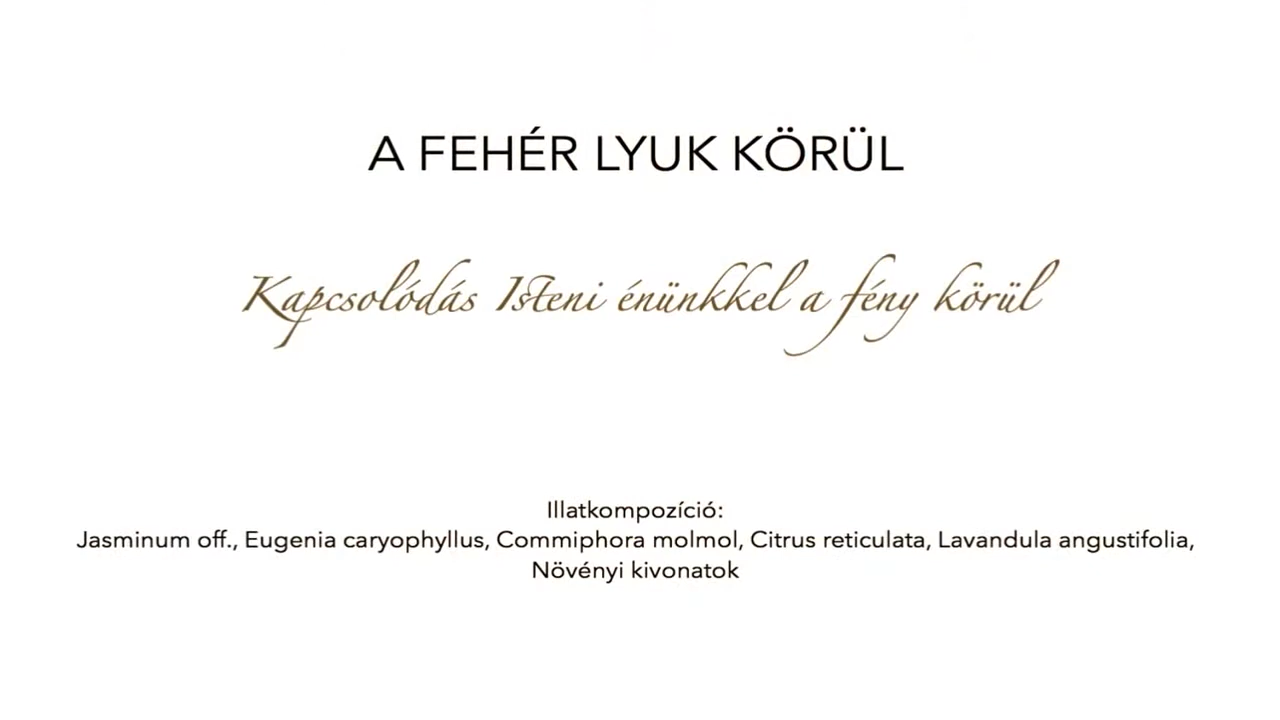 A FEHÉR LYUK KÖRÜL
Kapcsolódás Isteni énünkkel a fény körül
Illatkompozíció:
Jasminum off., Eugenia caryophyllus, Commiphora molmol, Citrus reticulata, Lavandula angustifolia,
Növényi kivonatok